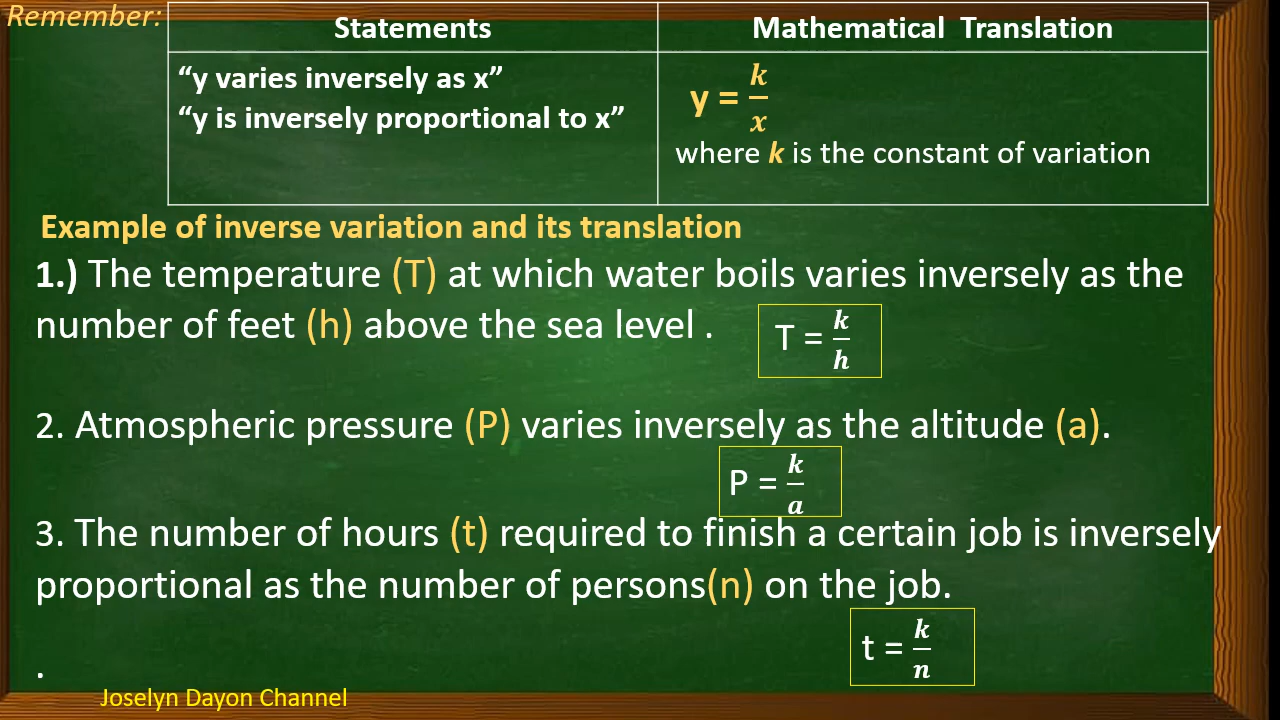 Remember:
Statements
Mathematical Translation
“y varies inversely as x”
“y is inversely proportional to x”
y = k/x
where k is the constant of variation
Example of inverse variation and its translation
1.) The temperature (T) at which water boils varies inversely as the
number of feet (h) above the sea level .
T = k/h
2. Atmospheric pressure (P) varies inversely as the altitude (a).
P = k/a
3. The number of hours (t) required to finish a certain job is inversely
proportional as the number of persons(n) on the job.
t = k/n
.
Joselyn Dayon Channel